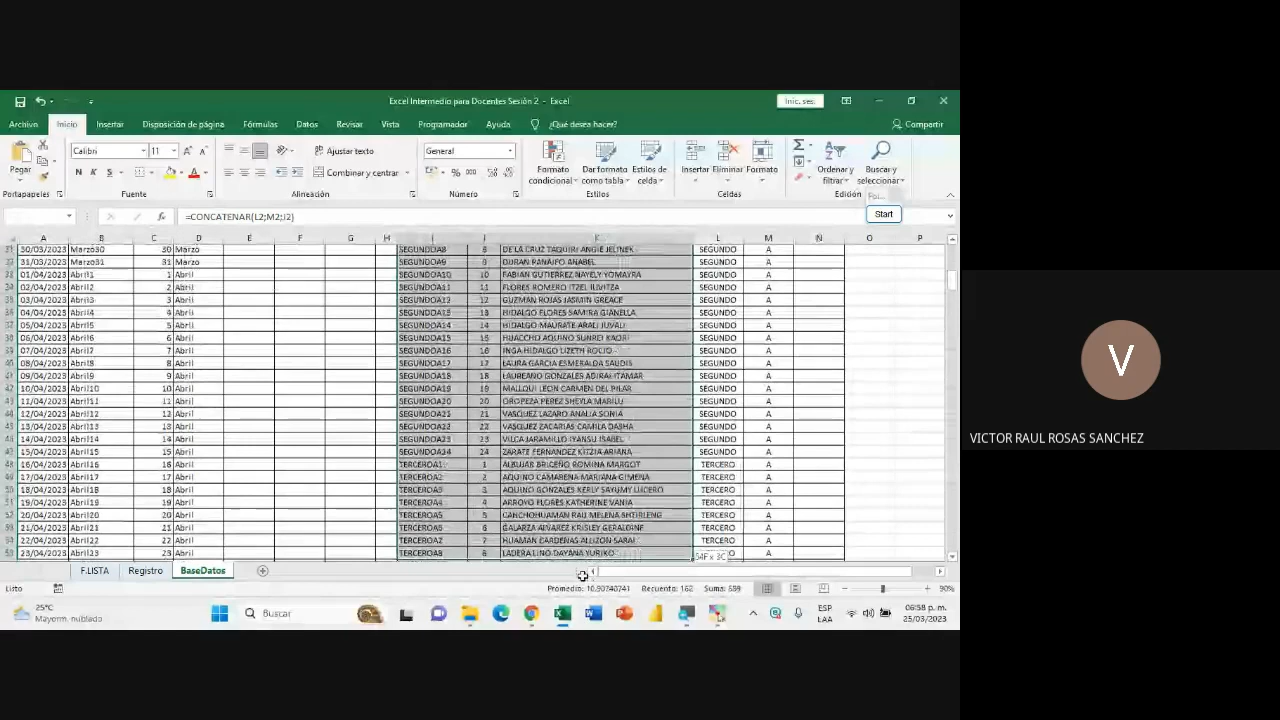 Excel Intermedio para Docentes Sesión 2 - Excel
Inic. ses.
Archivo Inicio Insertar Disposición de página Fórmulas Datos Revisar Vista Programador Ayuda ¿Qué desea hacer? Compartir
Pegar
Calibri 11
Ajustar texto
General
N K S
Combinar y centrar
% 000
Formato condicional
Dar formato como tabla
Estilos de celda
Insertar Eliminar Formato
Ordenar y filtrar
Buscar y seleccionar
Portapapeles Fuente Alineación Número Estilos Celdas Edición
Start
=CONCATENAR(L2;M2;J2)
A B C D E F G H I J K L M N O P
30/03/2023 Marzo30 30 Marzo SEGUNDOA8 8 DE LA CRUZ TAQUIRI ANGIE JELINEK SEGUNDO A
31/03/2023 Marzo31 31 Marzo SEGUNDOA9 9 DURAN PANAIFO ANABEL SEGUNDO A
01/04/2023 Abril1 1 Abril SEGUNDOA10 10 FABIAN GUTIERREZ NAYELY YOMAYRA SEGUNDO A
02/04/2023 Abril2 2 Abril SEGUNDOA11 11 FLORES ROMERO ITZEL SEGUNDO A
03/04/2023 Abril3 3 Abril SEGUNDOA12 12 GUZMAN ROJAS JASMIN GREACE SEGUNDO A
04/04/2023 Abril4 4 Abril SEGUNDOA13 13 HIDALGO FLORES SAMIRA GIANELLA SEGUNDO A
05/04/2023 Abril5 5 Abril SEGUNDOA14 14 HIDALGO MAURATE ARALI JUVALI SEGUNDO A
06/04/2023 Abril6 6 Abril SEGUNDOA15 15 HUACCHO AQUINO SUNREI KAORI SEGUNDO A
07/04/2023 Abril7 7 Abril SEGUNDOA16 16 INGA HIDALGO LIZETH ROCIO SEGUNDO A
08/04/2023 Abril8 8 Abril SEGUNDOA17 17 LAURA GARCIA ESMERALDA SAUDIS SEGUNDO A
09/04/2023 Abril9 9 Abril SEGUNDOA18 18 LAUREANO GONZALES ITAMAR SEGUNDO A
10/04/2023 Abril10 10 Abril SEGUNDOA19 19 MALLQUI LEON CARMEN DEL PILAR SEGUNDO A
11/04/2023 Abril11 11 Abril SEGUNDOA20 20 OROPEZA PEREZ SHEYLA MARILU SEGUNDO A
12/04/2023 Abril12 12 Abril SEGUNDOA21 21 VASQUEZ LAZARO ANALIA SONIA SEGUNDO A
13/04/2023 Abril13 13 Abril SEGUNDOA22 22 VASQUEZ ZACARIAS CAMILA DASHA SEGUNDO A
14/04/2023 Abril14 14 Abril SEGUNDOA23 23 VILCA JARAMILLO IYANSU ISABEL SEGUNDO A
15/04/2023 Abril15 15 Abril SEGUNDOA24 24 ZARATE FERNANDEZ KITZIA ARIANA SEGUNDO A
16/04/2023 Abril16 16 Abril TERCEROA1 1 ALBUJAR BRICEÑO ROMINA MARGOT TERCERO A
17/04/2023 Abril17 17 Abril TERCEROA2 2 AQUINO CAMARENA MARIANA GIMENA TERCERO A
18/04/2023 Abril18 18 Abril TERCEROA3 3 AQUINO GONZALES KERLY SAYUMY TERCERO A
19/04/2023 Abril19 19 Abril TERCEROA4 4 ARROYO FLORES KATHERINE VANIA TERCERO A
20/04/2023 Abril20 20 Abril TERCEROA5 5 CAHCHOHUAMAN MELENA TERCERO A
21/04/2023 Abril21 21 Abril TERCEROA6 6 GALARZA ALVAREZ KRISLEY GERALDINE TERCERO A
22/04/2023 Abril22 22 Abril TERCEROA7 7 HUAMAN CARDENAS ALLIZON SARAI TERCERO A
23/04/2023 Abril23 23 Abril TERCEROA8 8 LADERA LINO DAYANA YURIKO A
F.LISTA Registro BaseDatos
Listo Promedio: Recuento: 162 Suma: 90%
25°C
Mayorm. nublado
Buscar
ESP
LAA
06:58 p. m.
25/03/2023
V
VICTOR RAUL ROSAS SANCHEZ